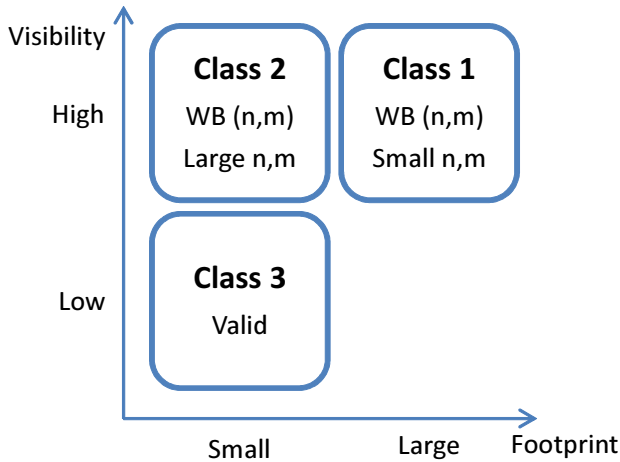 Visibility
High
Low
Class 2
WB (n,m)
Large n,m
Class 1
WB (n,m)
Small n,m
Class 3
Valid
Small
Large
Footprint